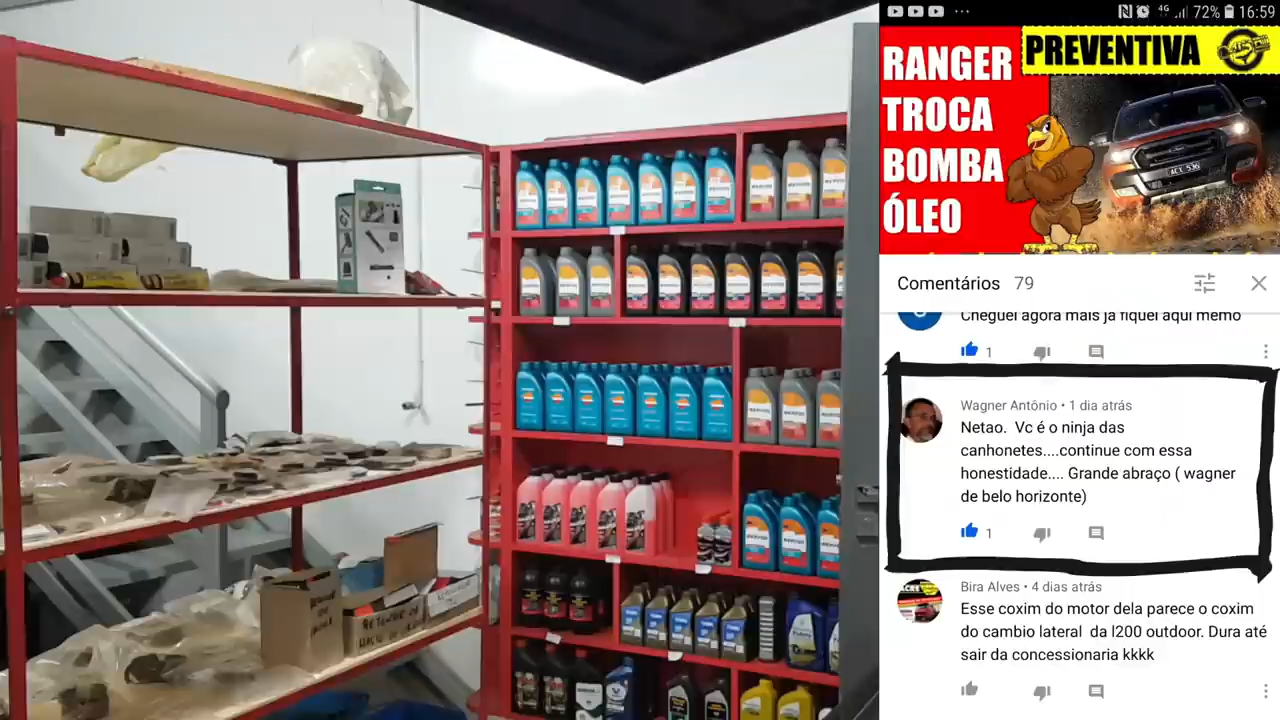 4G 72% 16:59
RANGER
TROCA
BOMBA
ÓLEO
PREVENTIVA
Comentários 79
Cheguei agora mais já fiquei aqui memo
1
Wagner Antônio • 1 dia atrás
Netao. Vc é o ninja das
canhonetes....continue com essa
honestidade.... Grande abraço ( wagner
de belo horizonte)
1
Bira Alves • 4 dias atrás
Esse coxim do motor dela parece o coxim
do cambio lateral da l200 outdoor. Dura até
sair da concessionaria kkkk